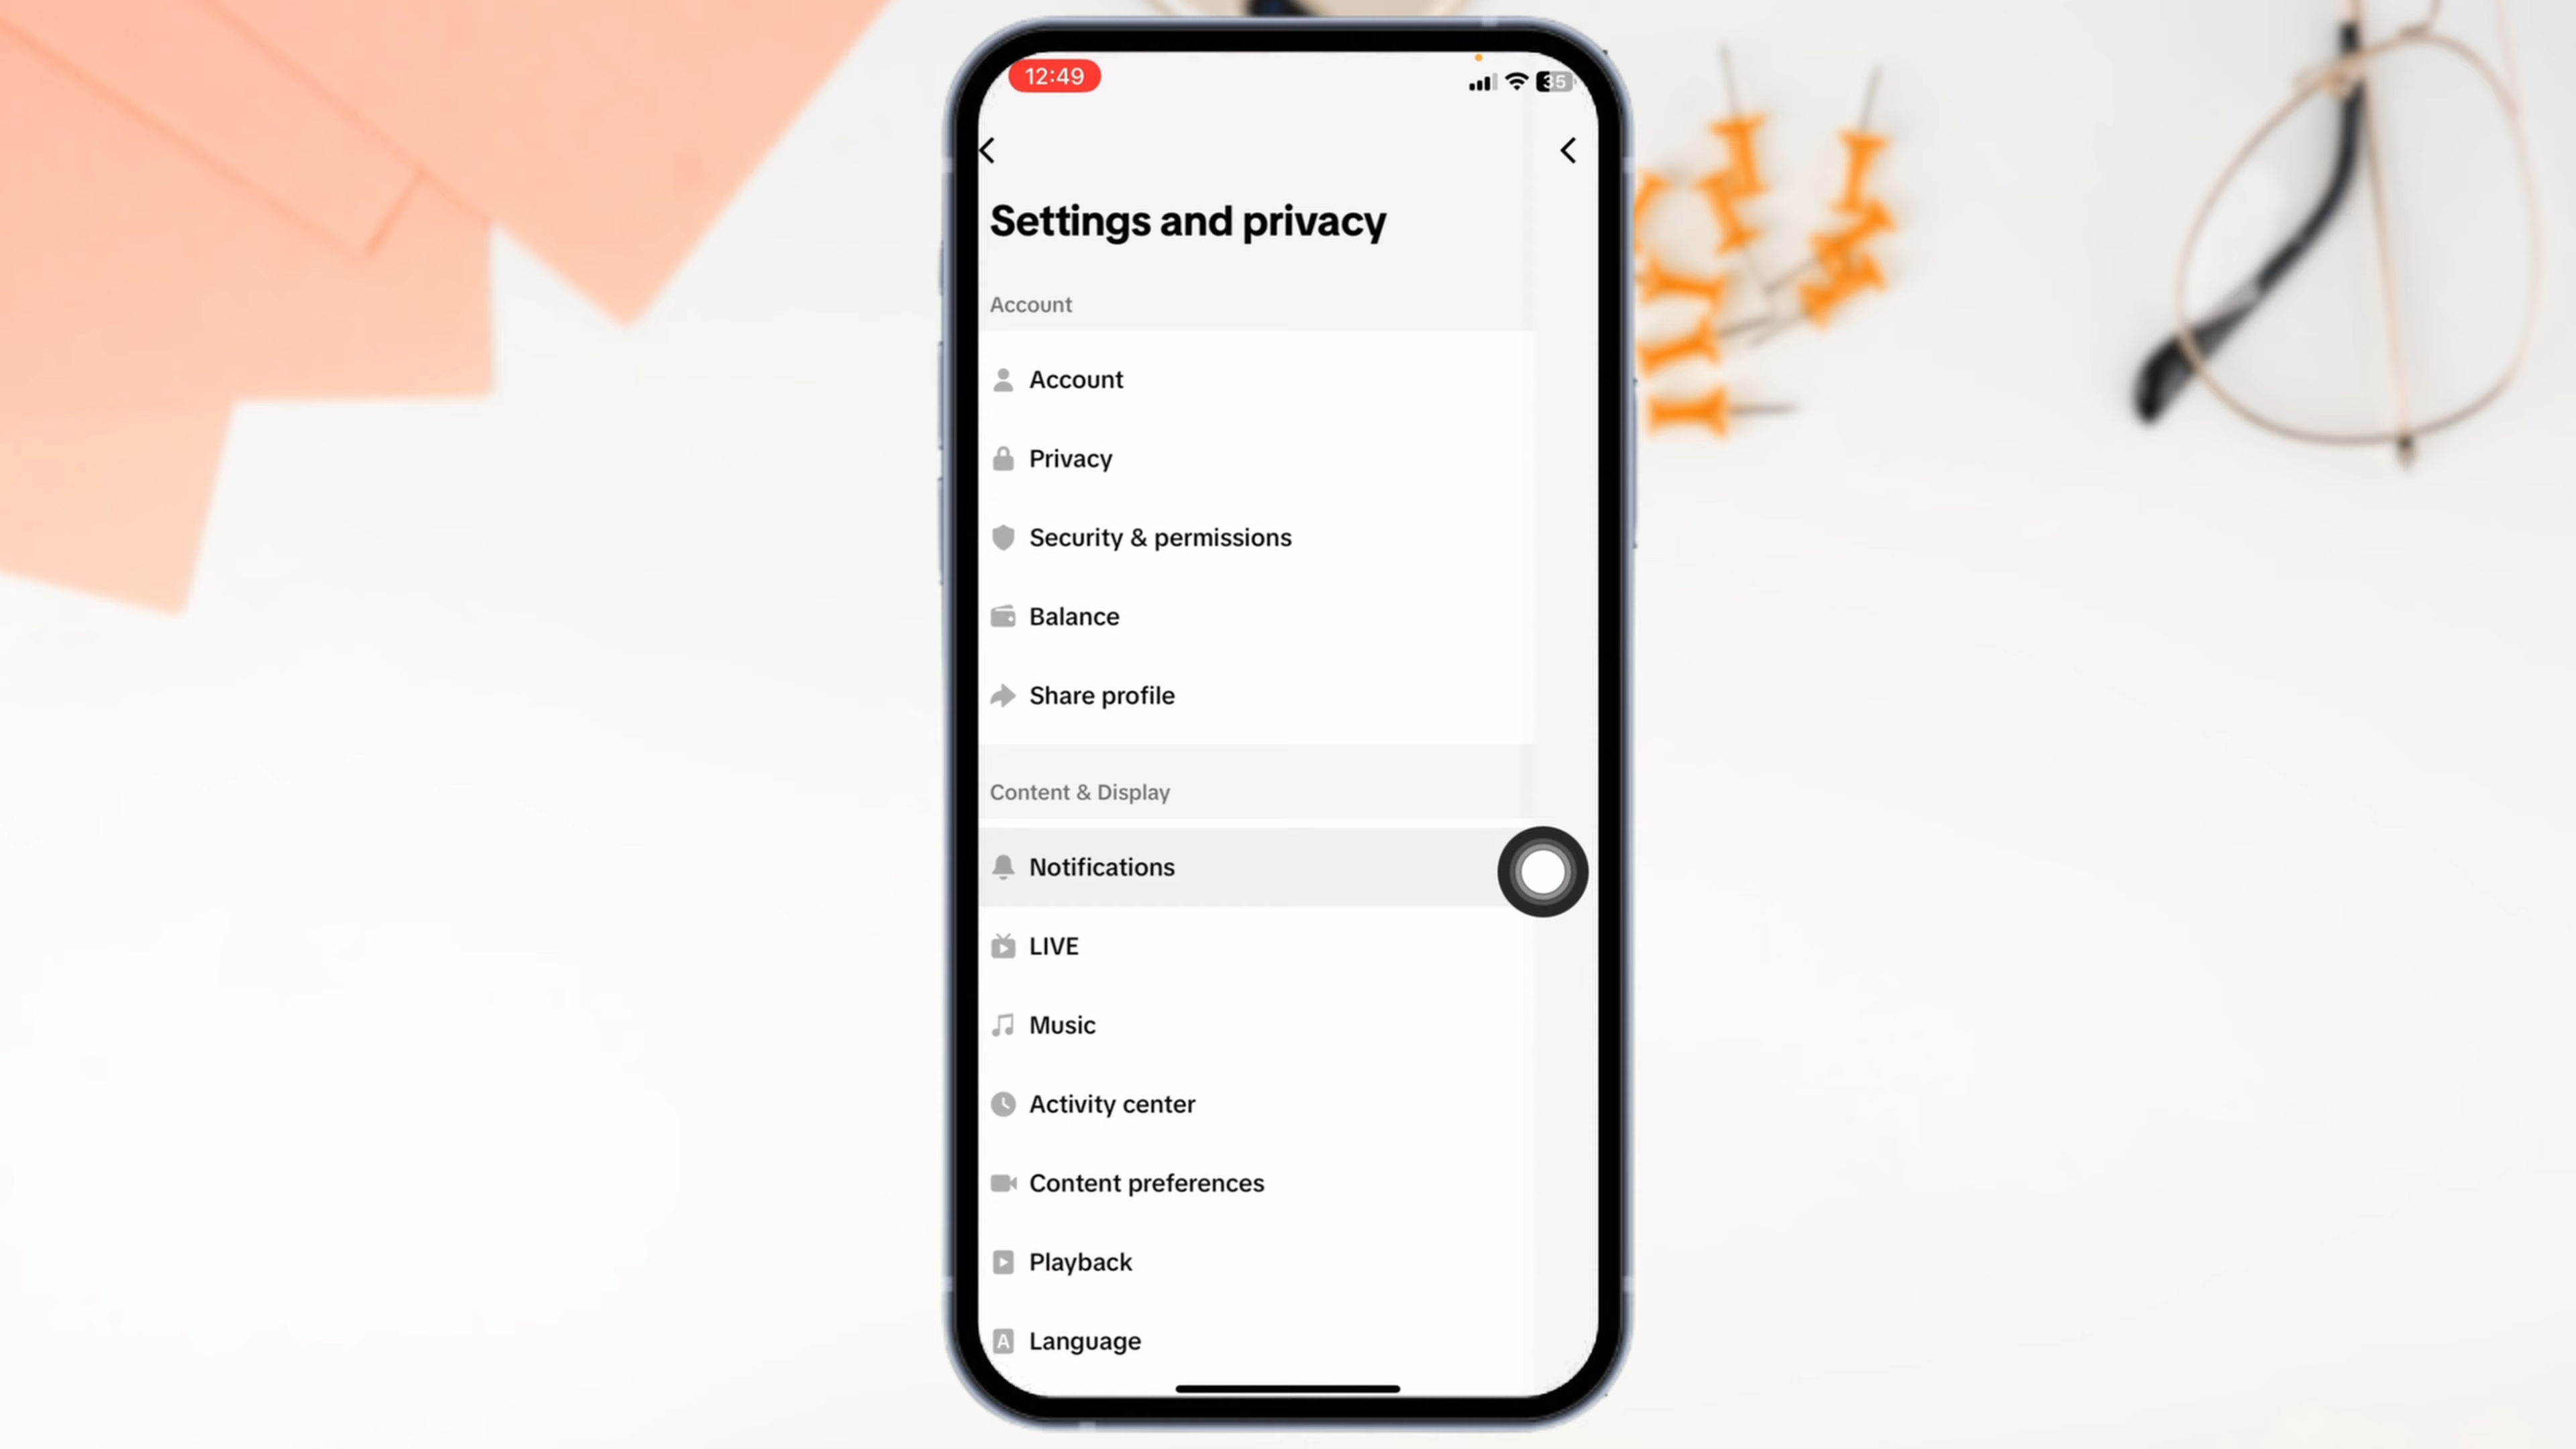 12:49
35
Settings and privacy
Account
Account
Privacy
Security & permissions
Balance
Share profile
Content & Display
Notifications
LIVE
Music
Activity center
Content preferences
Playback
A Language